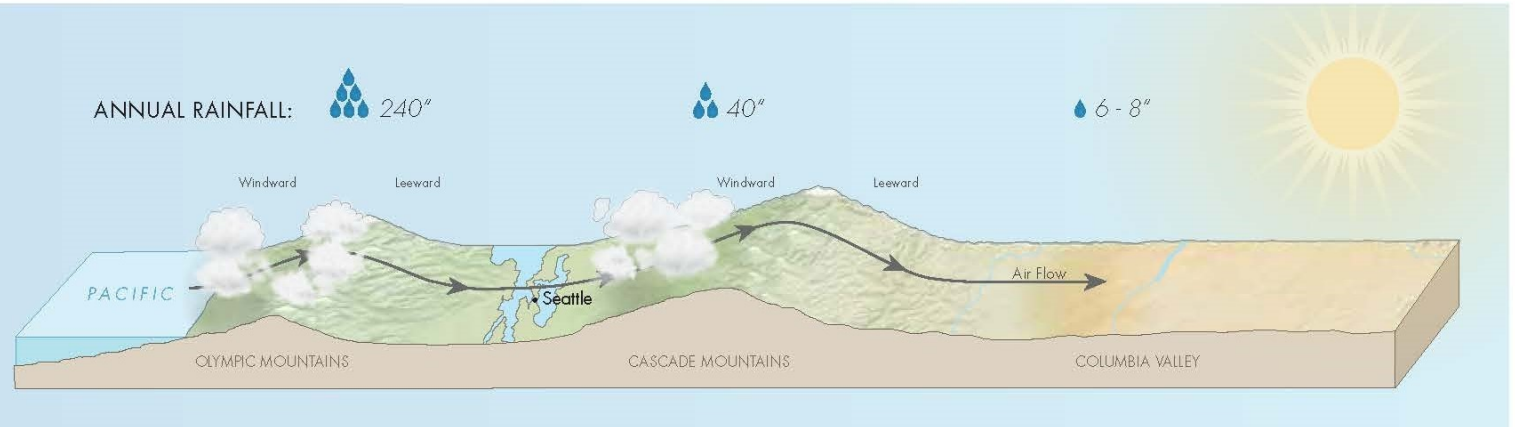 ANNUAL RAINFALL: 240" 40" 6 - 8"
Windward Leeward Windward Leeward
Air Flow
PACIFIC
Seattle
OLYMPIC MOUNTAINS CASCADE MOUNTAINS COLUMBIA VALLEY